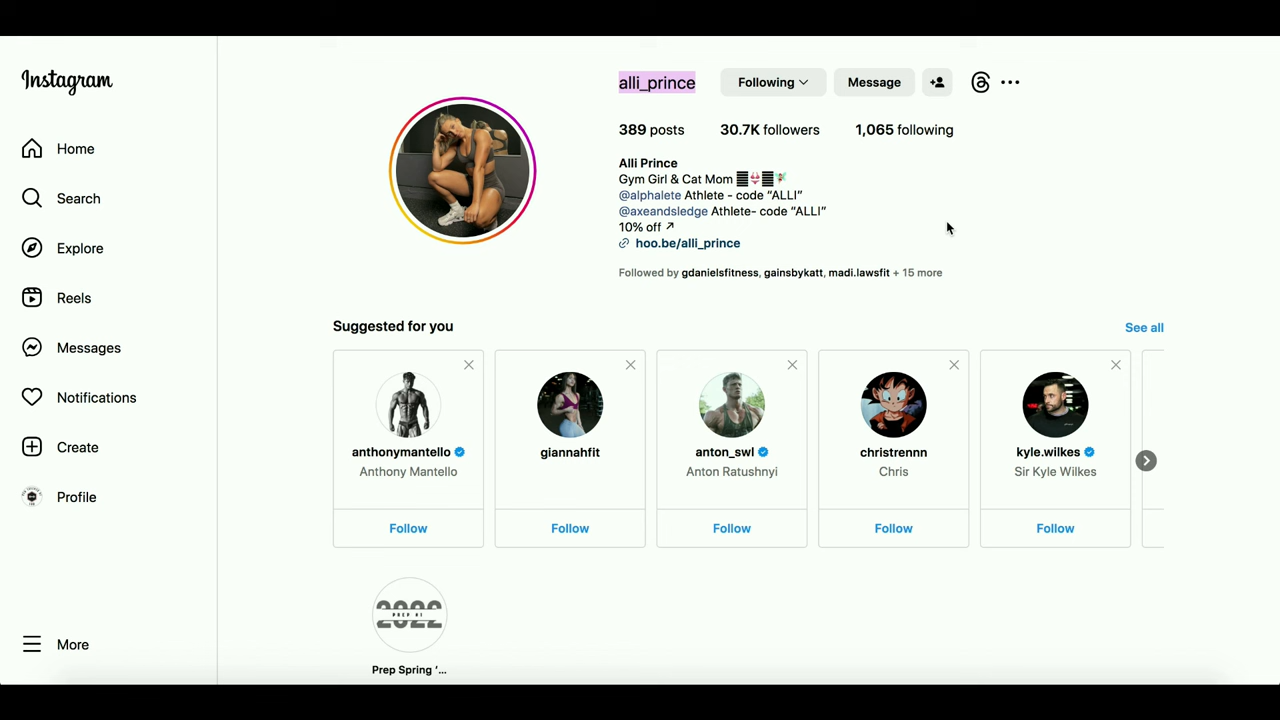 Instagram
Home
Search
Explore
Reels
Messages
Notifications
Create
Profile
More
alli_prince
Following
Message
389 posts
30.7K followers
1,065 following
Alli Prince
Gym Girl & Cat Mom
@alphalete Athlete - code “ALLI”
@axeandsledge Athlete- code “ALLI”
10% off ↗
hoo.be/alli_prince
Followed by gdanielsfitness, gainsbykatt, madi.lawsfit + 15 more
Suggested for you
See all
anthonymantello
Anthony Mantello
Follow
giannahfit
Follow
anton_swl
Anton Ratushnyi
Follow
christrennn
Chris
Follow
kyle.wilkes
Sir Kyle Wilkes
Follow
2022
Prep Spring ‘...